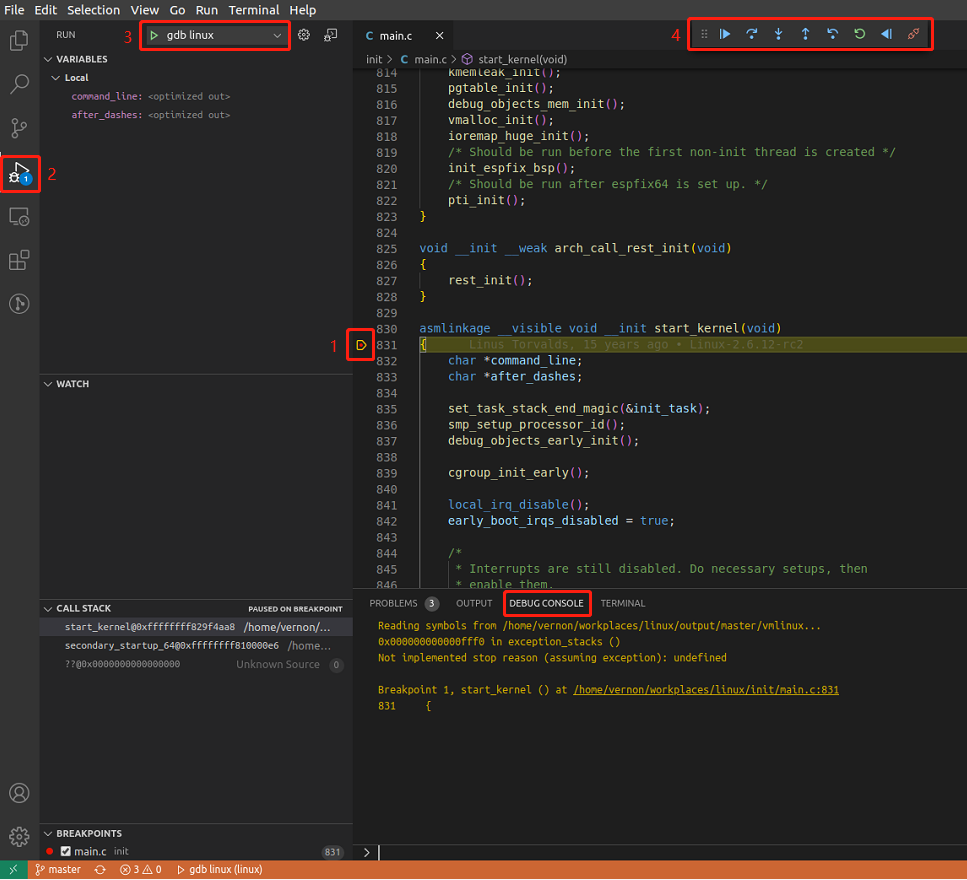 File Edit Selection View Go Run Terminal Help
RUN
3
gdb linux
C main.c
4
init > C main.c > start_kernel(void)
VARIABLES
Local
command_line: <optimized out>
after_dashes: <optimized out>
1
2
814 kmemleak_init();
815 pgtable_init();
816 debug_objects_mem_init();
817 vmalloc_init();
818 ioremap_huge_init();
819 /* Should be run before the first non-init thread is created */
820 init_espfix_bsp();
821 /* Should be run after espfix64 is set up. */
822 pti_init();
823 }
824
825 void __init __weak arch_call_rest_init(void)
826 {
827 rest_init();
828 }
829
830 asmlinkage __visible void __init start_kernel(void)
1
831 { Linus Torvalds, 15 years ago • Linux-2.6.12-rc2
832 char *command_line;
833 char *after_dashes;
834
835 set_task_stack_end_magic(&init_task);
836 smp_setup_processor_id();
837 debug_objects_early_init();
838
839 cgroup_init_early();
840
841 local_irq_disable();
842 early_boot_irqs_disabled = true;
843
844 /*
845 * Interrupts are still disabled. Do necessary setups, then
846 * enable them.
WATCH
CALL STACK PAUSED ON BREAKPOINT
start_kernel@0xffffffff829f4aa8 /home/vernon/...
secondary_startup_64@0xffffffff810000e6 /home...
??@0x0000000000000000 Unknown Source 0
PROBLEMS 3 OUTPUT DEBUG CONSOLE TERMINAL
Reading symbols from /home/vernon/workplaces/linux/output/master/vmlinux...
0x000000000000fff0 in exception_stacks ()
Not implemented stop reason (assuming exception): undefined
Breakpoint 1, start_kernel () at /home/vernon/workplaces/linux/init/main.c:831
831 {
BREAKPOINTS
main.c init 831
>
master 3 0 gdb linux (linux)